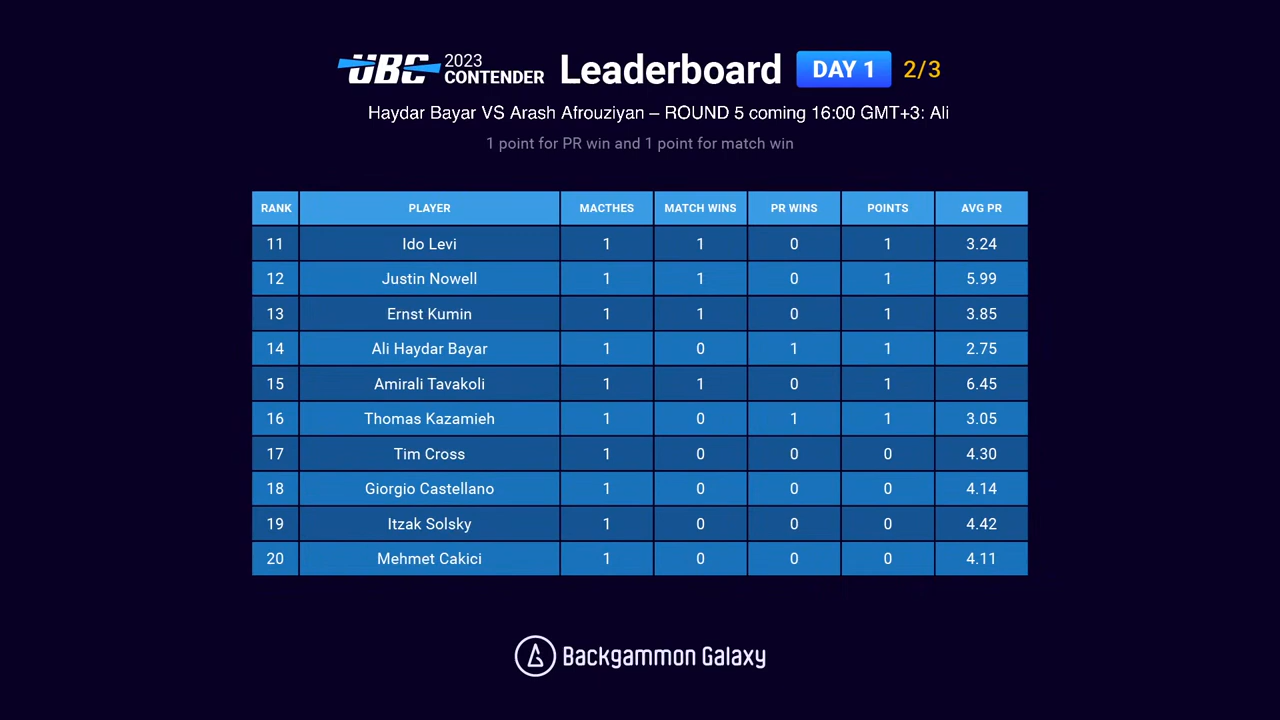 UBC 2023 CONTENDER Leaderboard DAY 1 2/3
Haydar Bayar VS Arash Afrouziyan – ROUND 5 coming 16:00 GMT+3: Ali
1 point for PR win and 1 point for match win
RANK PLAYER MACTHES MATCH WINS PR WINS POINTS AVG PR
11 Ido Levi 1 1 0 1 3.24
12 Justin Nowell 1 1 0 1 5.99
13 Ernst Kumin 1 1 0 1 3.85
14 Ali Haydar Bayar 1 0 1 1 2.75
15 Amirali Tavakoli 1 1 0 1 6.45
16 Thomas Kazamieh 1 0 1 1 3.05
17 Tim Cross 1 0 0 0 4.30
18 Giorgio Castellano 1 0 0 0 4.14
19 Itzak Solsky 1 0 0 0 4.42
20 Mehmet Cakici 1 0 0 0 4.11
Backgammon Galaxy